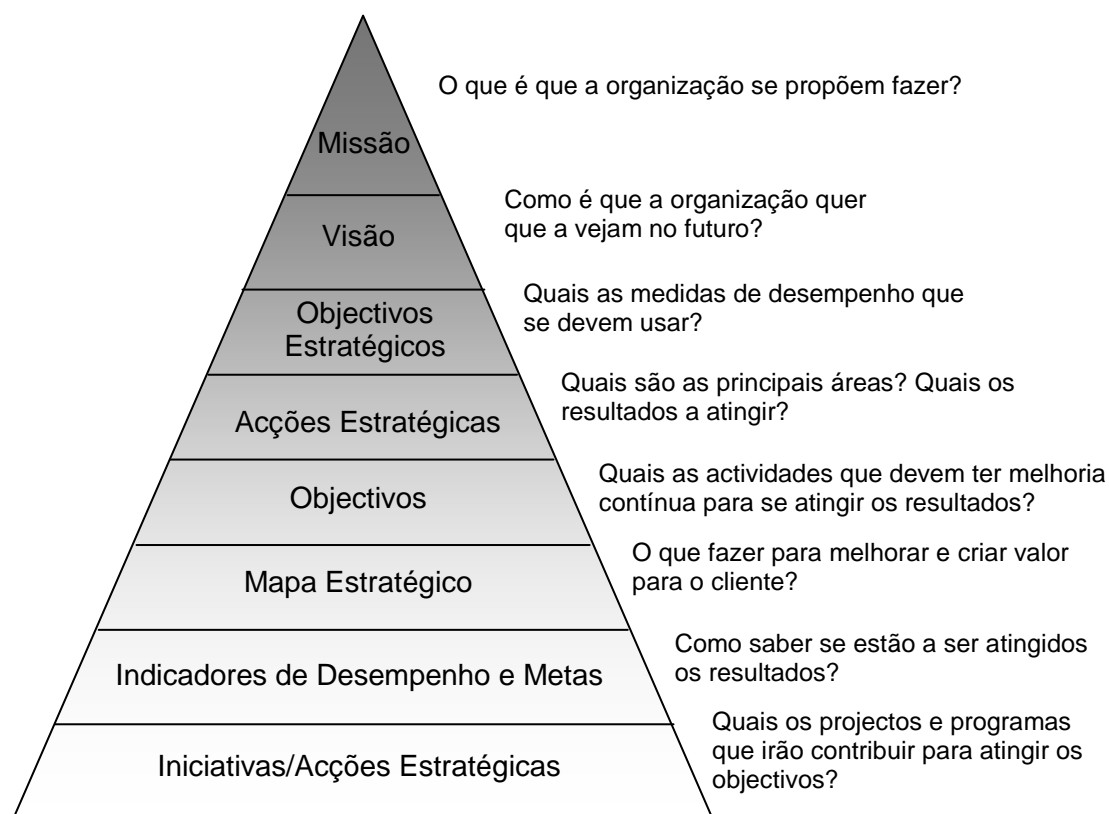 O que é que a organização se propõem fazer?
Missão
Como é que a organização quer
que a vejam no futuro?
Visão
Quais as medidas de desempenho que
se devem usar?
Objectivos
Estratégicos
Quais são as principais áreas? Quais os
resultados a atingir?
Acções Estratégicas
Quais as actividades que devem ter melhoria
contínua para se atingir os resultados?
Objectivos
O que fazer para melhorar e criar valor
para o cliente?
Mapa Estratégico
Como saber se estão a ser atingidos
os resultados?
Indicadores de Desempenho e Metas
Quais os projectos e programas
que irão contribuir para atingir os
objectivos?
Iniciativas/Acções Estratégicas